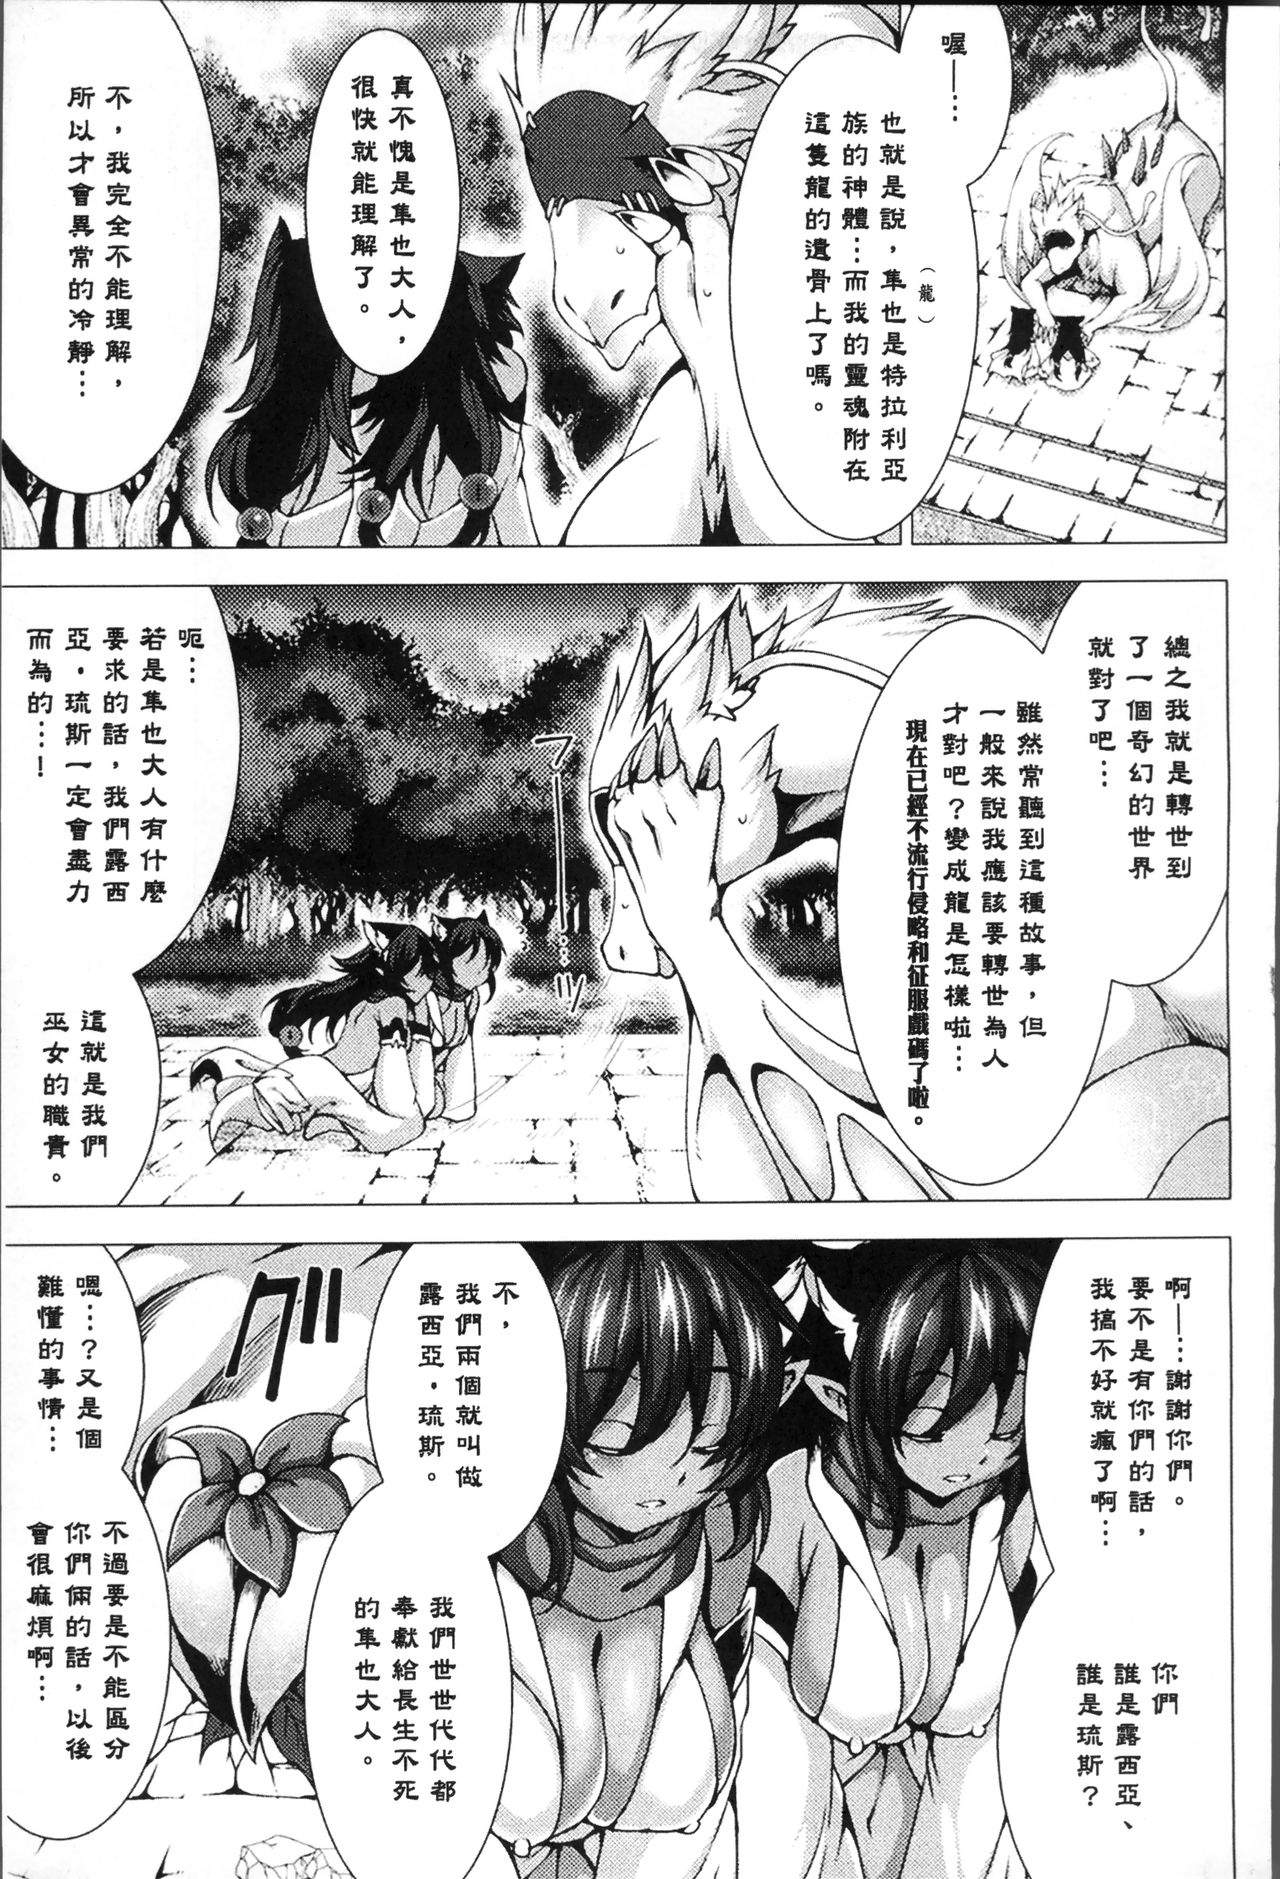 喔——…
也就是說，隼也是特拉利亞
族的神體…而我的靈魂附在
（龍）
這隻龍的遺骨上了嗎。
真不愧是隼也大人，
很快就能理解了。
不，我完全不能理解，
所以才會異常的冷靜…
總之我就是轉世到
了一個奇幻的世界
就對了吧…
雖然常聽到這種故事，但
一般來說我應該要轉世為人
才對吧？變成龍是怎樣啦…
現在已經不流行侵略和征服戲碼了啦。
フーーッ
呃…
若是隼也大人有什麼
要求的話，我們露西
亞．琉斯一定會盡力
而為的…！
這就是我們
巫女的職責。
啊——…謝謝你們。
要不是有你們的話，
我搞不好就瘋了啊…
你們
誰是露西亞、
誰是琉斯？
不，
我們兩個就叫做
露西亞．琉斯。
我們世世代代都
奉獻給長生不死
的隼也大人。
グッ
嗯…？又是個
難懂的事情…
不過要是不能區分
你們倆的話，以後
會很麻煩啊…